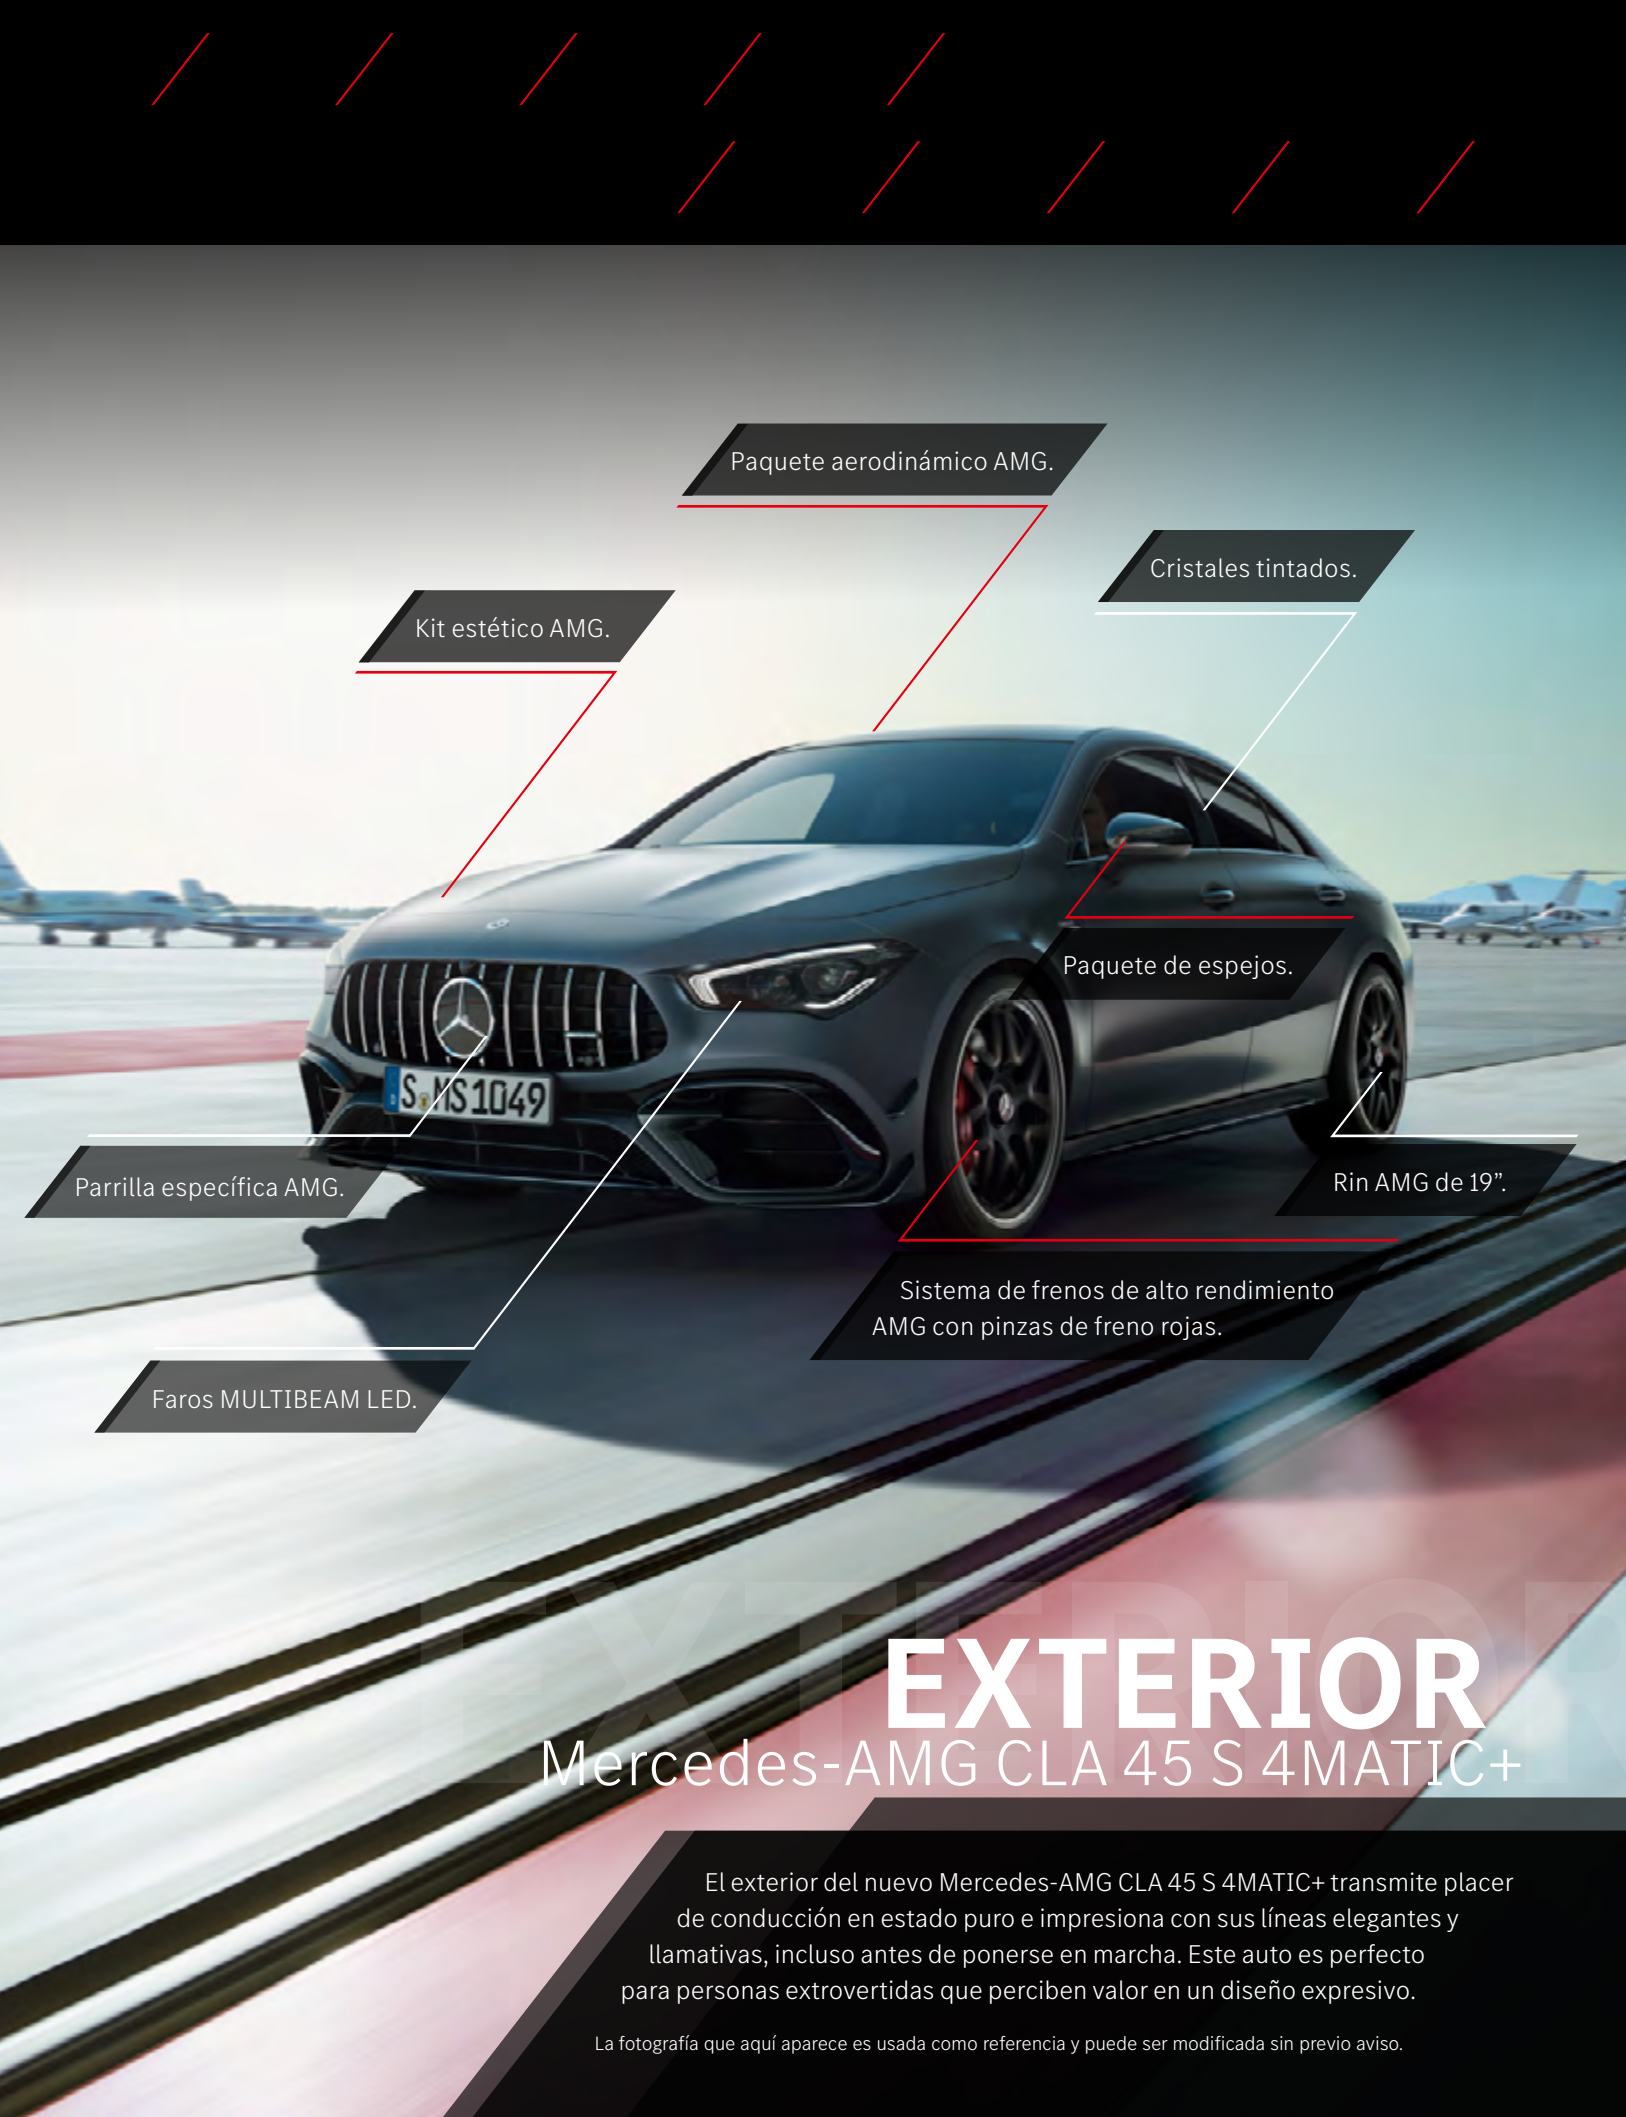 Paquete aerodinámico AMG.
Cristales tintados.
Kit estético AMG.
Paquete de espejos.
S MS1049
Parrilla específica AMG.
Rin AMG de 19”.
Sistema de frenos de alto rendimiento
AMG con pinzas de freno rojas.
Faros MULTIBEAM LED.
EXTERIOR
EXTERIOR
Mercedes-AMG CLA 45 S 4MATIC+
El exterior del nuevo Mercedes-AMG CLA 45 S 4MATIC+ transmite placer
de conducción en estado puro e impresiona con sus líneas elegantes y
llamativas, incluso antes de ponerse en marcha. Este auto es perfecto
para personas extrovertidas que perciben valor en un diseño expresivo.
La fotografía que aquí aparece es usada como referencia y puede ser modificada sin previo aviso.